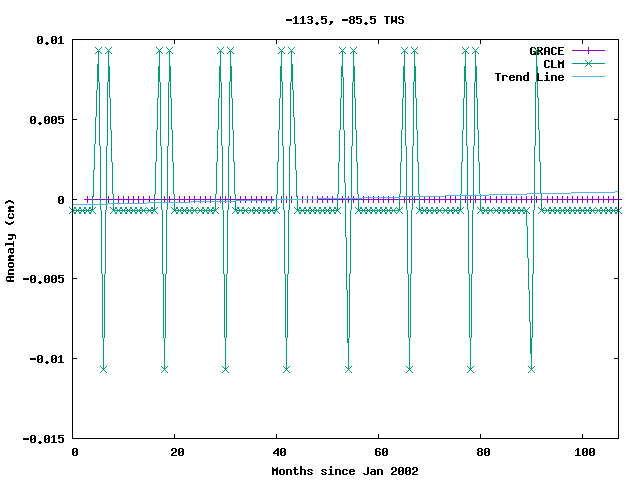 -113.5, -85.5 TWS
0.01
0.005
0
-0.005
-0.01
-0.015
Anomaly (cm)
GRACE
CLM
Trend Line
0 20 40 60 80 100
Months since Jan 2002